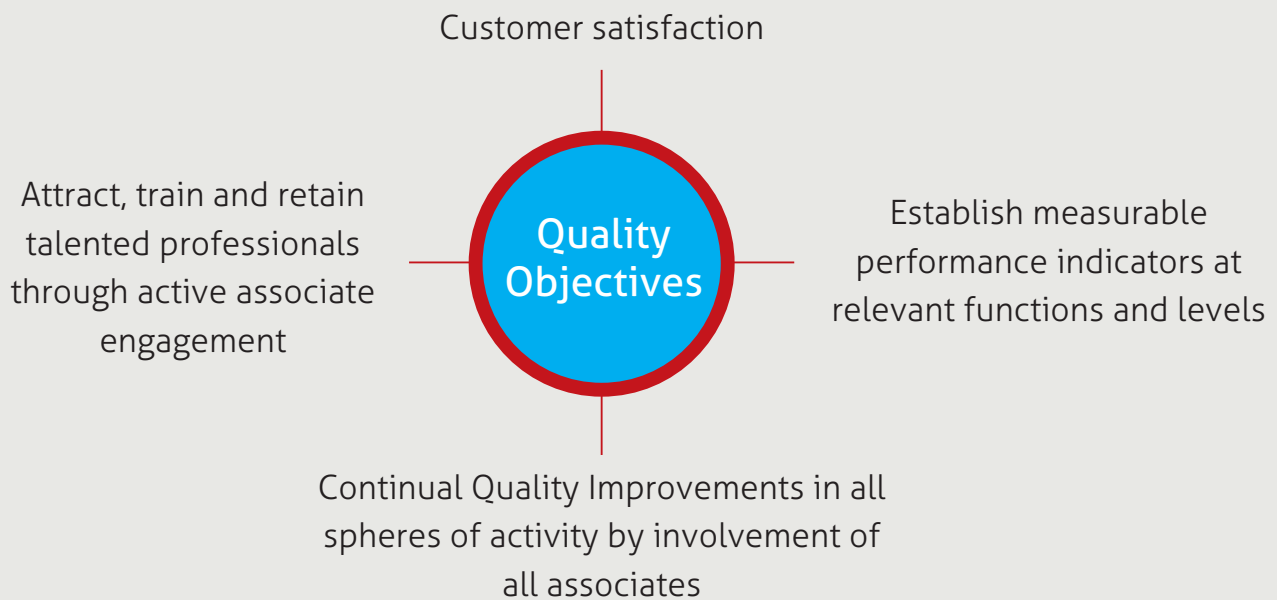 Customer satisfaction
Attract, train and retain
talented professionals
through active associate
engagement
Quality
Objectives
Establish measurable
performance indicators at
relevant functions and levels
Continual Quality Improvements in all
spheres of activity by involvement of
all associates